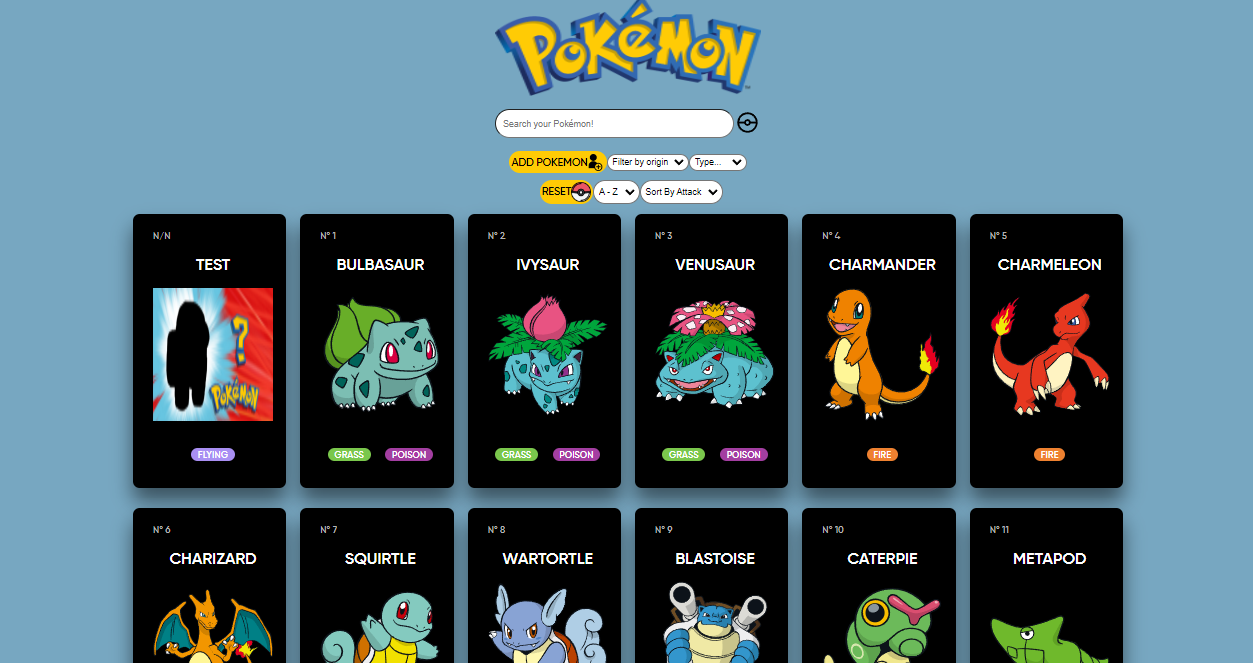 POKÉMON
Search your Pokémon!
ADD POKEMON Filter by origin Type...
RESET A - Z Sort By Attack
N/N N° 1 N° 2 N° 3 N° 4 N° 5
TEST BULBASAUR IVYSAUR VENUSAUR CHARMANDER CHARMELEON
?
POKÉMON
FLYING GRASS POISON GRASS POISON GRASS POISON FIRE FIRE
N° 6 N° 7 N° 8 N° 9 N° 10 N° 11
CHARIZARD SQUIRTLE WARTORTLE BLASTOISE CATERPIE METAPOD